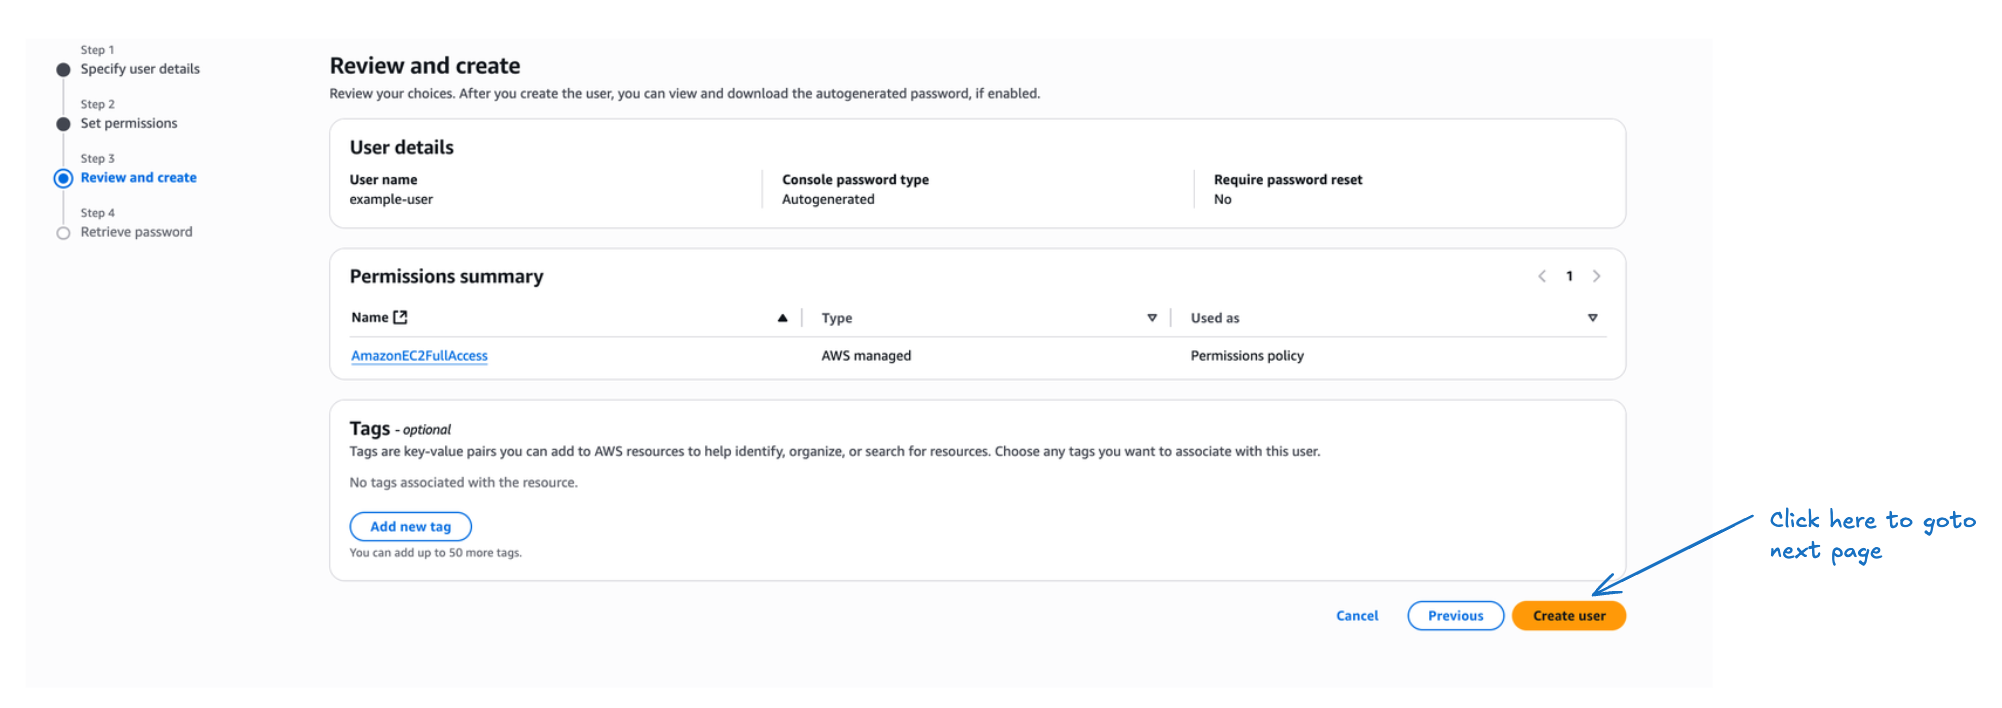 Step 1
Specify user details
Step 2
Set permissions
Step 3
Review and create
Step 4
Retrieve password
Review and create
Review your choices. After you create the user, you can view and download the autogenerated password, if enabled.
User details
User name
example-user
Console password type
Autogenerated
Require password reset
No
Permissions summary
1
Name Type Used as
AmazonEC2FullAccess AWS managed Permissions policy
Tags - optional
Tags are key-value pairs you can add to AWS resources to help identify, organize, or search for resources. Choose any tags you want to associate with this user.
No tags associated with the resource.
Add new tag
You can add up to 50 more tags.
Cancel Previous Create user
Click here to goto
next page